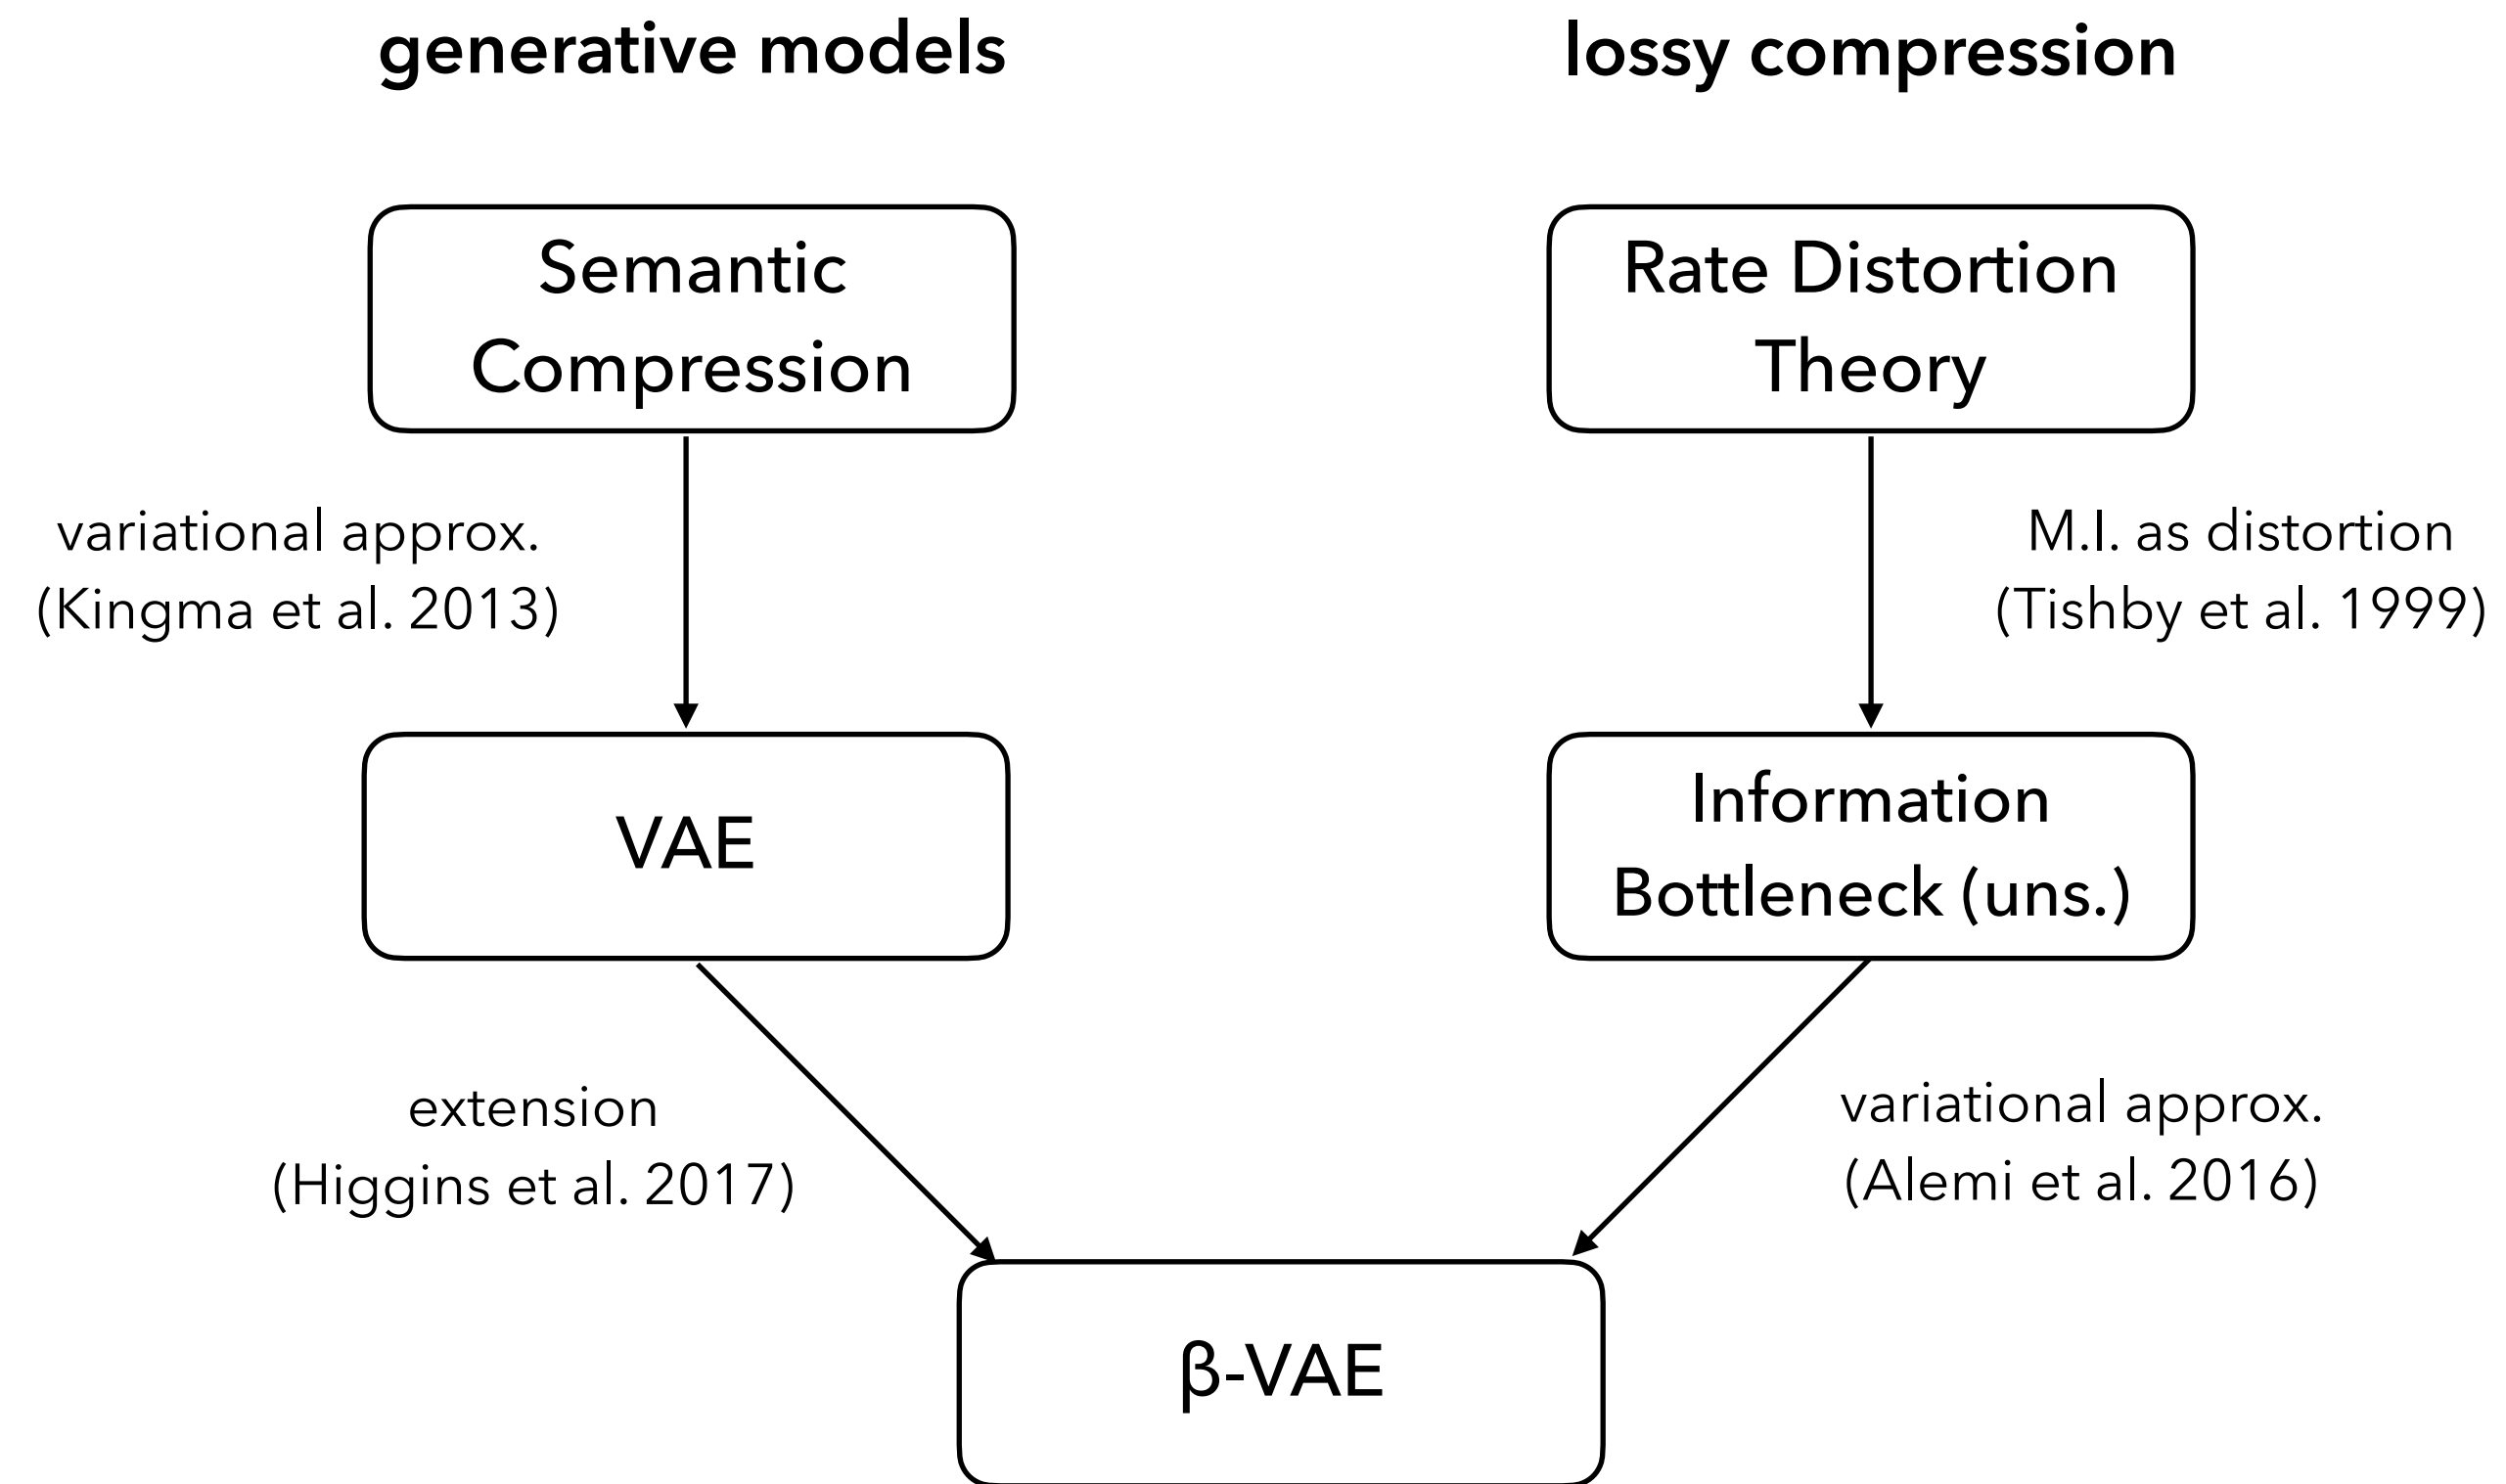 generative models
lossy compression
Semantic
Compression
Rate Distortion
Theory
variational approx.
(Kingma et al. 2013)
M.I. as distortion
(Tishby et al. 1999)
VAE
Information
Bottleneck (uns.)
extension
(Higgins et al. 2017)
variational approx.
(Alemi et al. 2016)
β-VAE